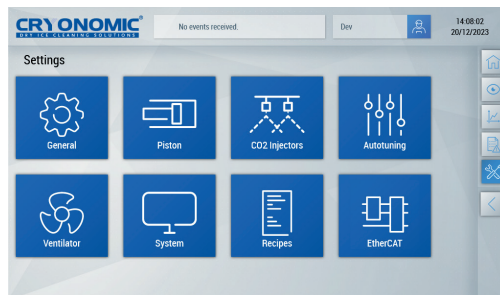 CRYONOMIC®
DRY ICE CLEANING SOLUTIONS
No events received.
Dev
14:08:02
20/12/2023
Settings
General
Piston
CO2 Injectors
Autotuning
Ventilator
System
Recipes
EtherCAT